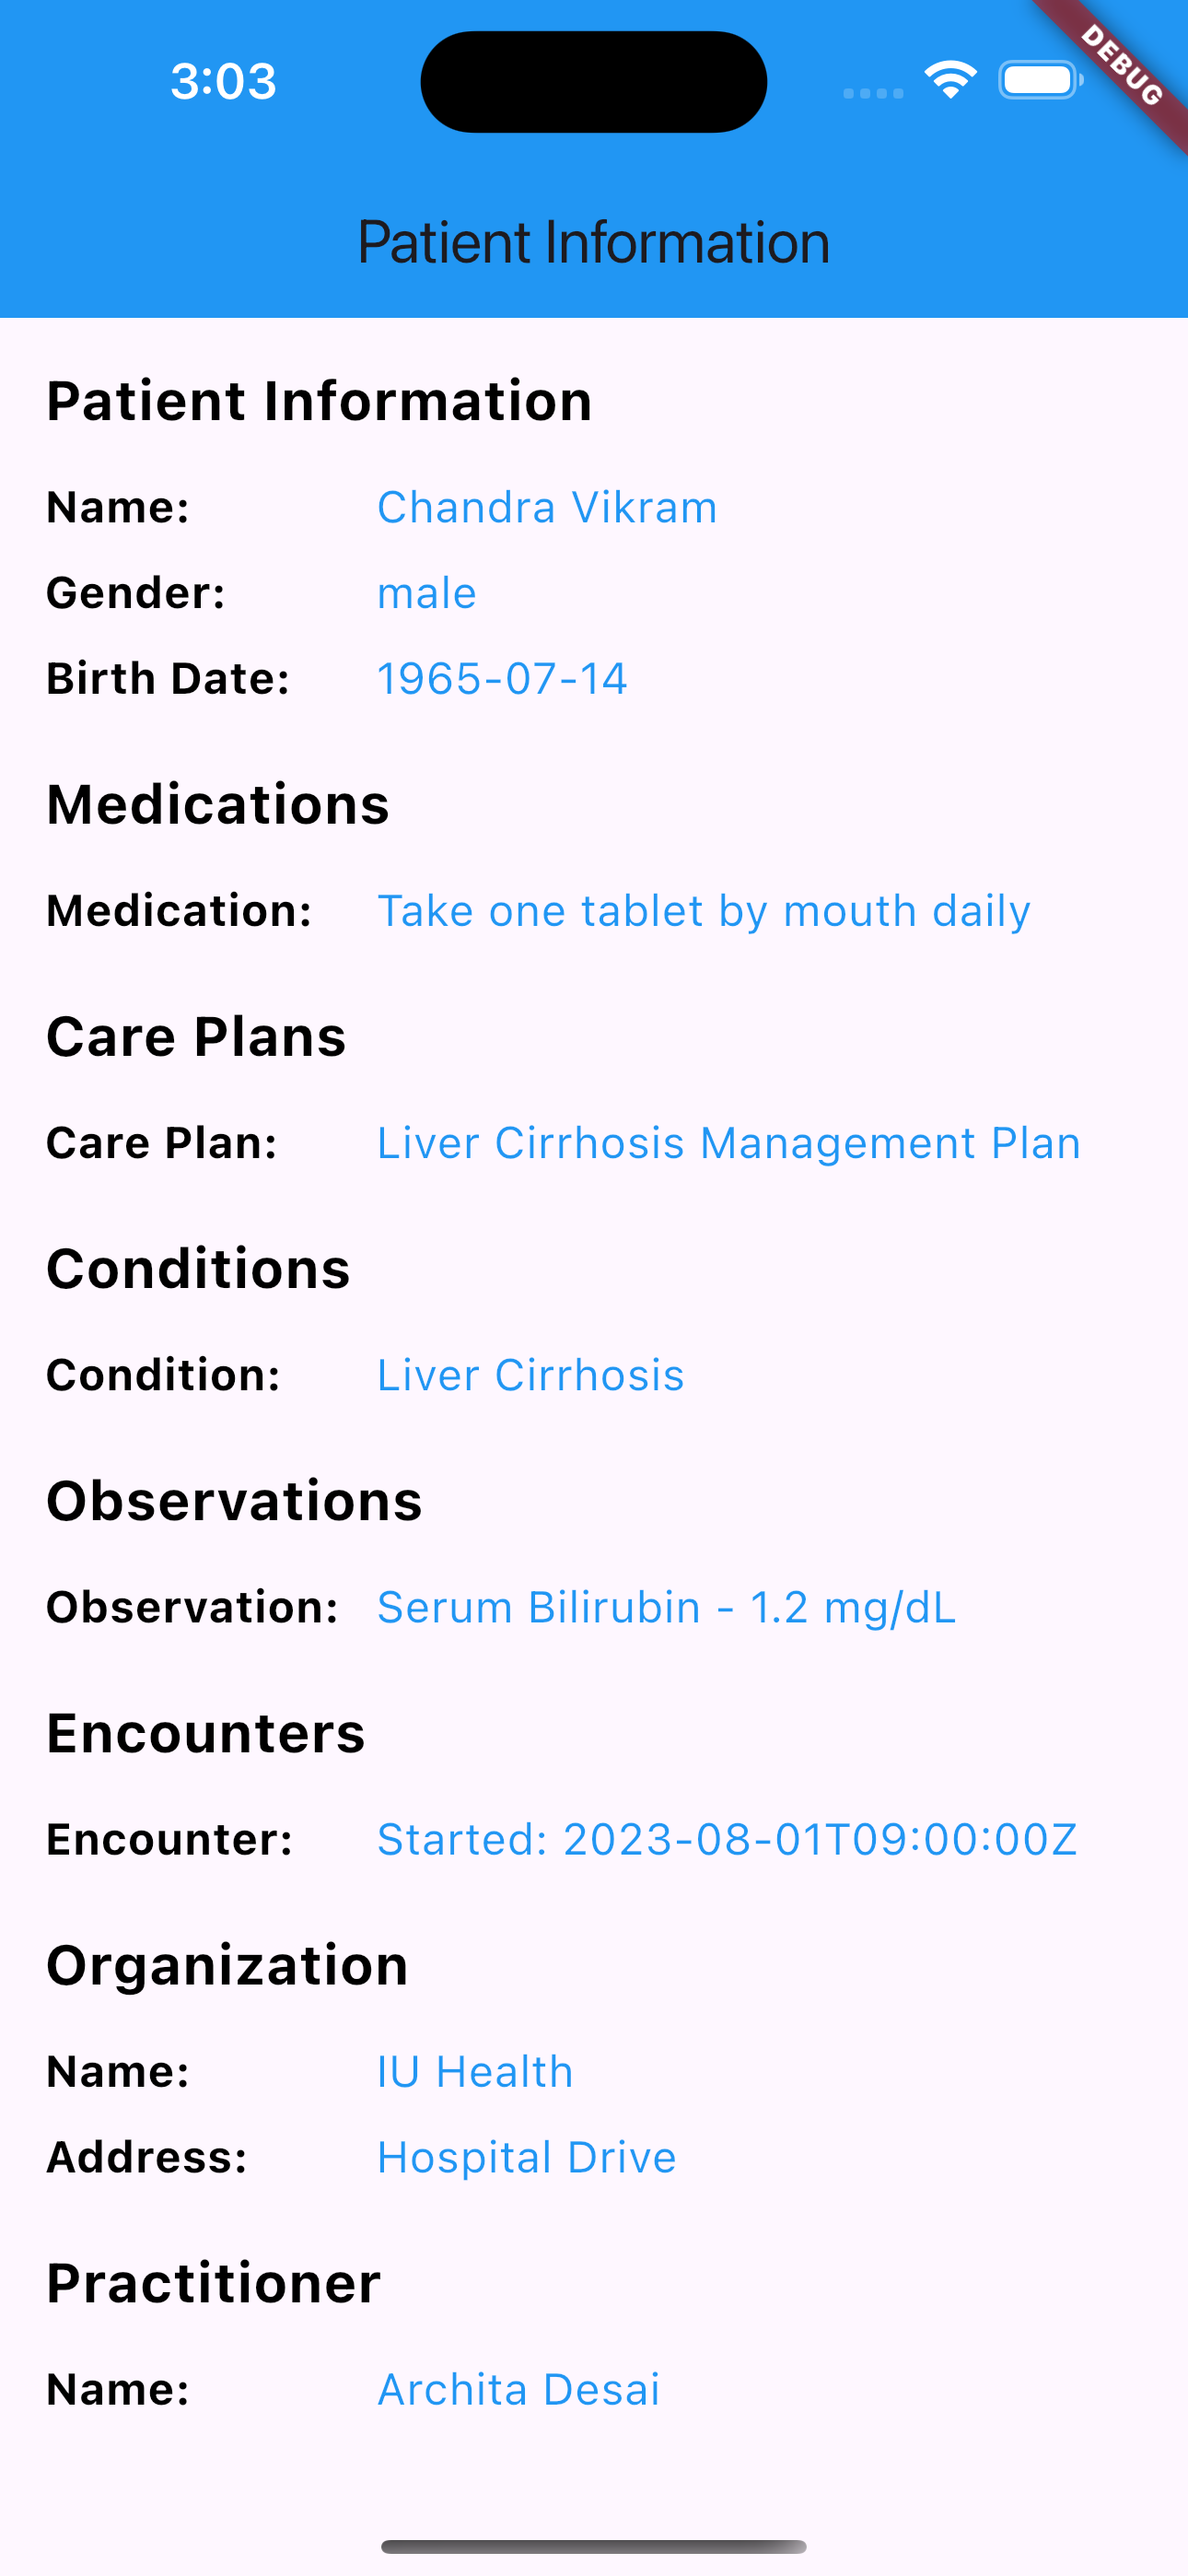 3:03
DEBUG
Patient Information
Patient Information
Name: Chandra Vikram
Gender: male
Birth Date: 1965-07-14
Medications
Medication: Take one tablet by mouth daily
Care Plans
Care Plan: Liver Cirrhosis Management Plan
Conditions
Condition: Liver Cirrhosis
Observations
Observation: Serum Bilirubin - 1.2 mg/dL
Encounters
Encounter: Started: 2023-08-01T09:00:00Z
Organization
Name: IU Health
Address: Hospital Drive
Practitioner
Name: Archita Desai